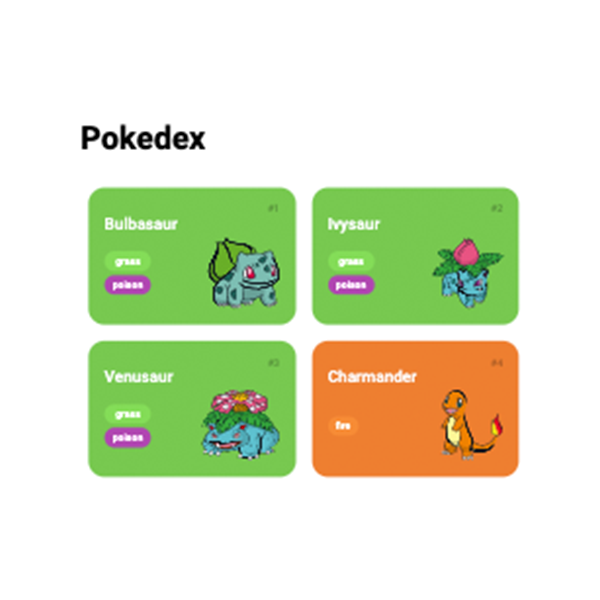 Pokedex
#1
Bulbasaur
grass
poison
#2
Ivysaur
grass
poison
#3
Venusaur
grass
poison
#4
Charmander
fire